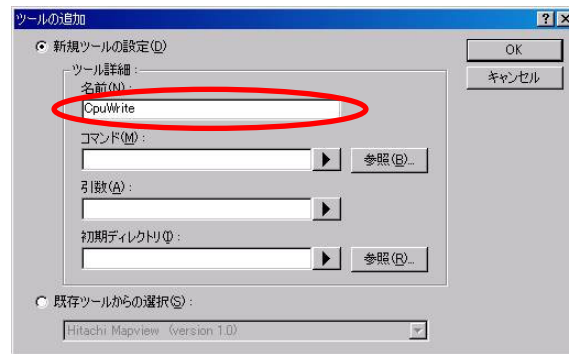 ツールの追加
新規ツールの設定(D)
OK
ツール詳細 :
キャンセル
名前(N) :
CpuWrite
コマンド(M) :
参照(B)...
引数(A) :
初期ディレクトリ(I) :
参照(R)...
既存ツールからの選択(S) :
Hitachi Mapview (version 1.0)